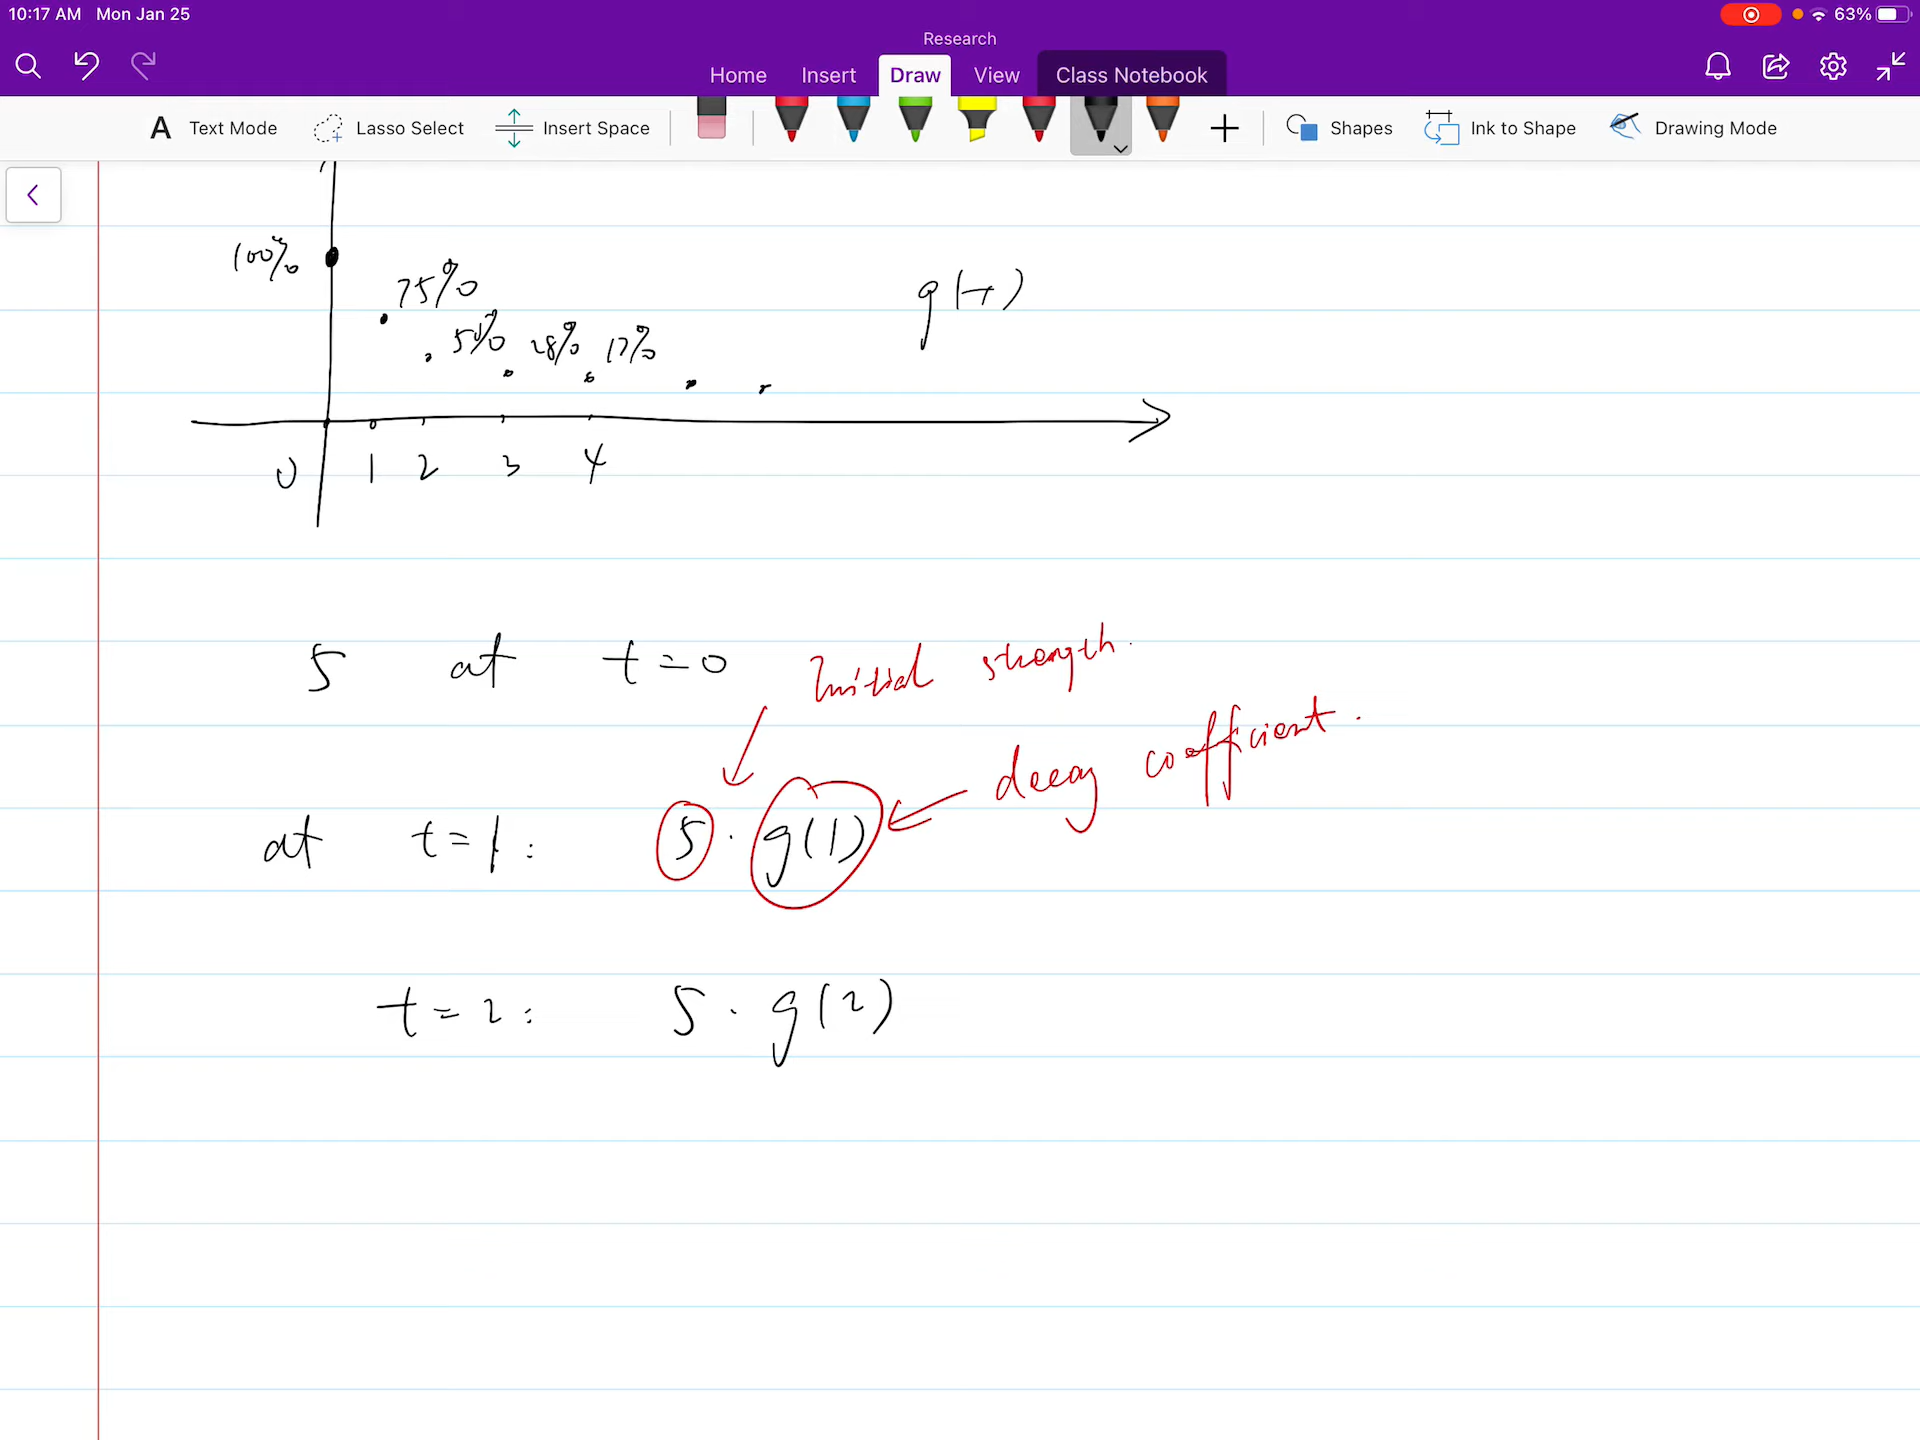 10:17 AM Mon Jan 25
63%
Research
Home Insert Draw View Class Notebook
A Text Mode Lasso Select Insert Space Shapes Ink to Shape Drawing Mode
100%
75%
28% 17%
g(t)
0 1 2 3 4
5 at t=0
Initial strength.
decay coefficient.
at t=1: 5 · g(1)
t=2: 5 · g(2)